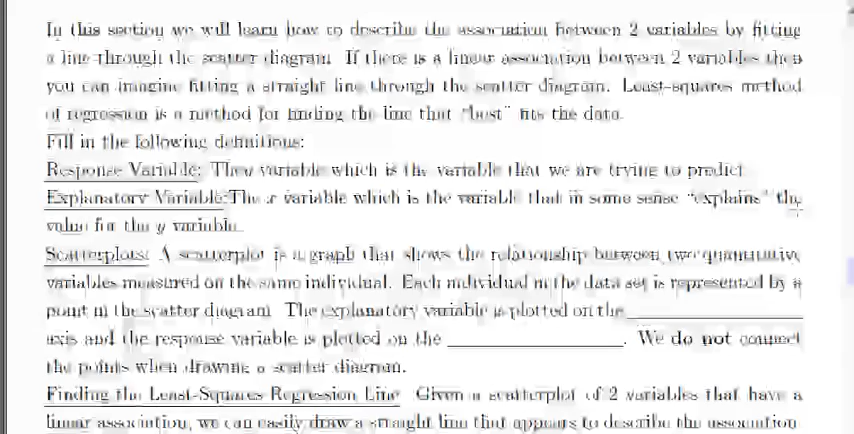 In this section we will learn how to describe the association between 2 variables by fitting
a line through the scatter diagram. If there is a linear association between 2 variables then
you can imagine fitting a straight line through the scatter diagram. Least-squares method
of regression is a method for finding the line that "best" fits the data.
Fill in the following definitions:
Response Variable: The y variable which is the variable that we are trying to predict.
Explanatory Variable:The x variable which is the variable that in some sense "explains" the
value for the y variable.
Scatterplots: A scatterplot is a graph that shows the relationship between two quantitative
variables measured on the same individual. Each individual in the data set is represented by a
point in the scatter diagram. The explanatory variable is plotted on the ____________
axis and the response variable is plotted on the ____________. We do not connect
the points when drawing a scatter diagram.
Finding the Least-Squares Regression Line Given a scatterplot of 2 variables that have a
linear association, we can easily draw a straight line that appears to describe the association